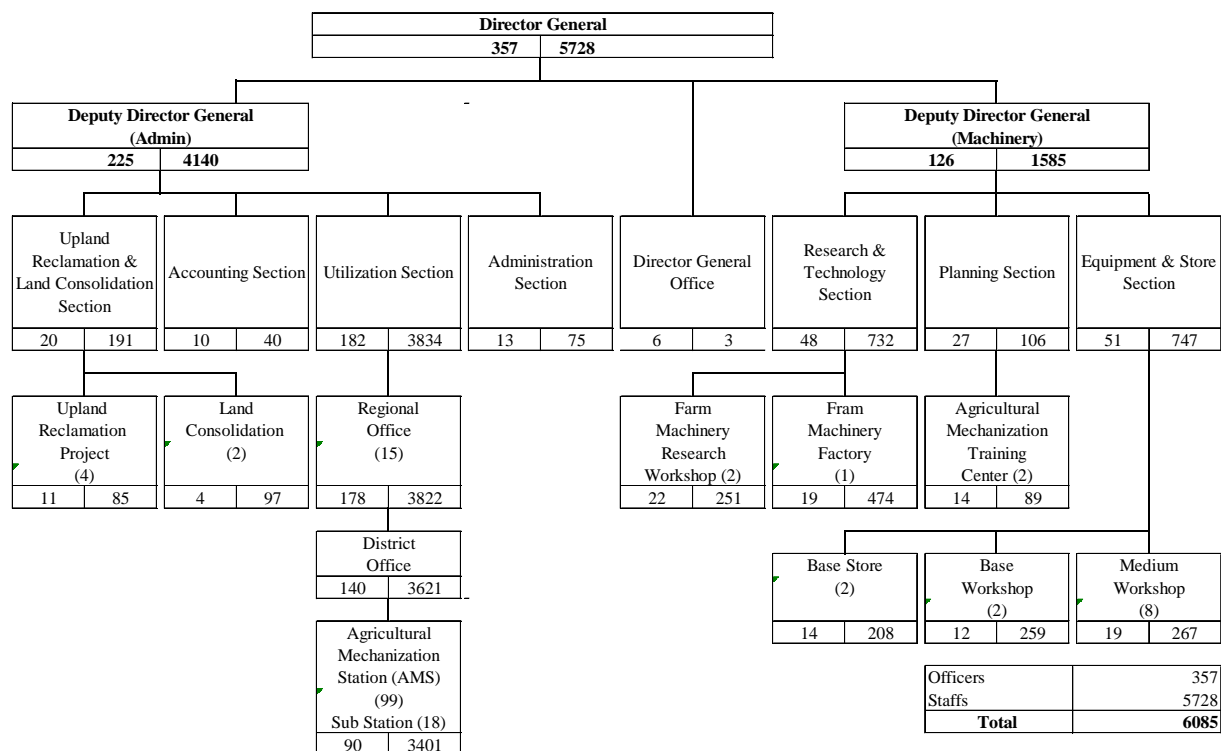 Director General
357 5728
Deputy Director General
(Admin)
225 4140
Deputy Director General
(Machinery)
126 1585
Upland
Reclamation &
Land Consolidation
Section
20 191
Accounting Section
10 40
Utilization Section
182 3834
Administration
Section
13 75
Director General
Office
6 3
Research &
Technology
Section
48 732
Planning Section
27 106
Equipment & Store
Section
51 747
Upland
Reclamation
Project
(4)
11 85
Land
Consolidation
(2)
4 97
Regional
Office
(15)
178 3822
Farm
Machinery
Research
Workshop (2)
22 251
Fram
Machinery
Factory
(1)
19 474
Agricultural
Mechanization
Training
Center (2)
14 89
District
Office
140 3621
Base Store
(2)
14 208
Base
Workshop
(2)
12 259
Medium
Workshop
(8)
19 267
Agricultural
Mechanization
Station (AMS)
(99)
Sub Station (18)
90 3401
Officers 357
Staffs 5728
Total 6085